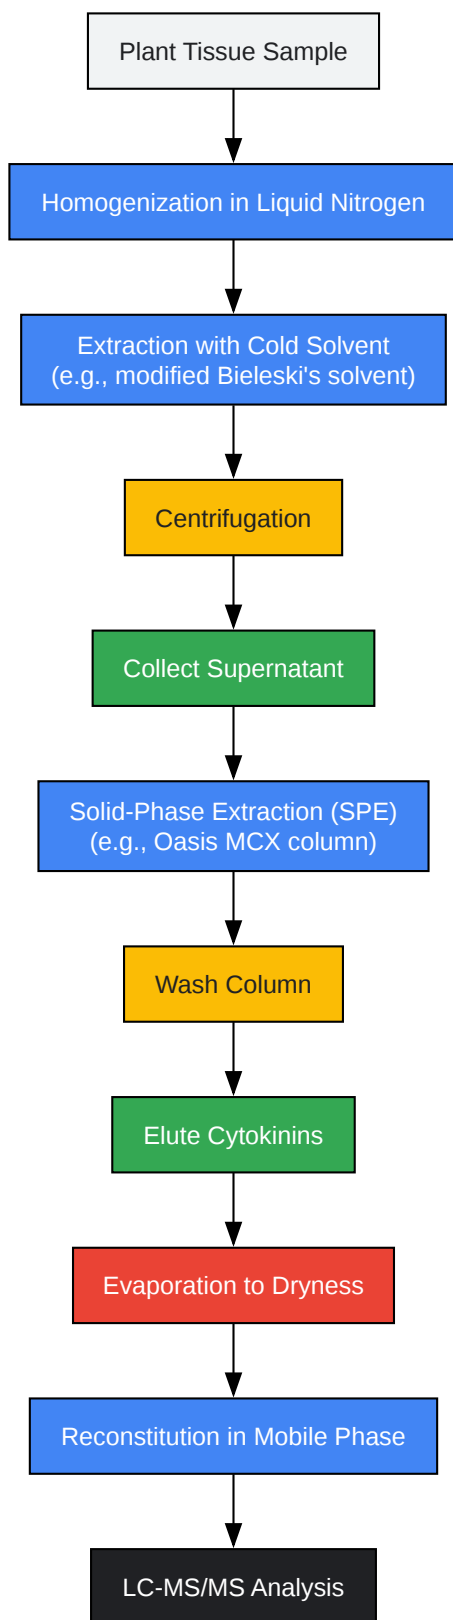 Plant Tissue Sample
Homogenization in Liquid Nitrogen
Extraction with Cold Solvent
(e.g., modified Bieleski's solvent)
Centrifugation
Collect Supernatant
Solid-Phase Extraction (SPE)
(e.g., Oasis MCX column)
Wash Column
Elute Cytokinins
Evaporation to Dryness
Reconstitution in Mobile Phase
LC-MS/MS Analysis